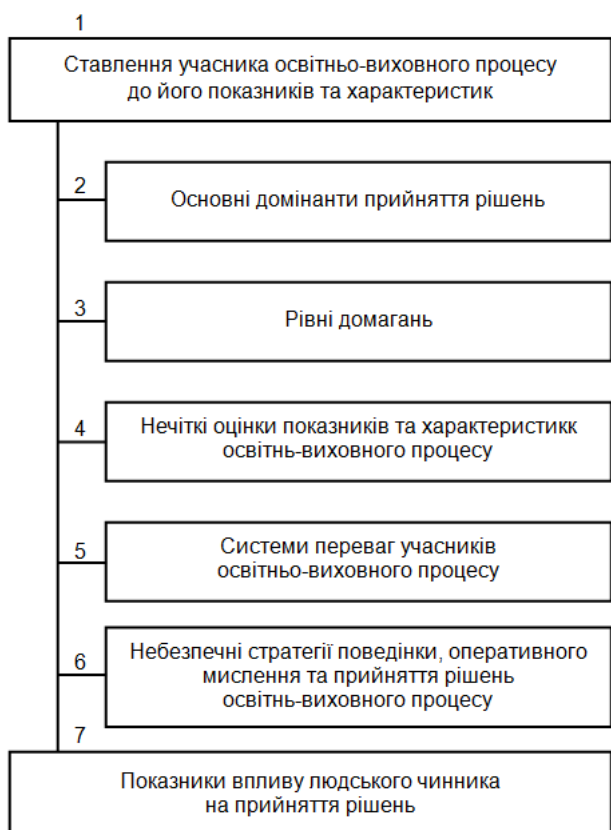 1
Ставлення учасника освітньо-виховного процесу
до його показників та характеристик
2
Основні домінанти прийняття рішень
3
Рівні домагань
4
Нечіткі оцінки показників та характеристикк
освітнь-виховного процесу
5
Системи переваг учасників
освітньо-виховного процесу
6
Небезпечні стратегії поведінки, оперативного
мислення та прийняття рішень
освітнь-виховного процесу
7
Показники впливу людського чинника
на прийняття рішень